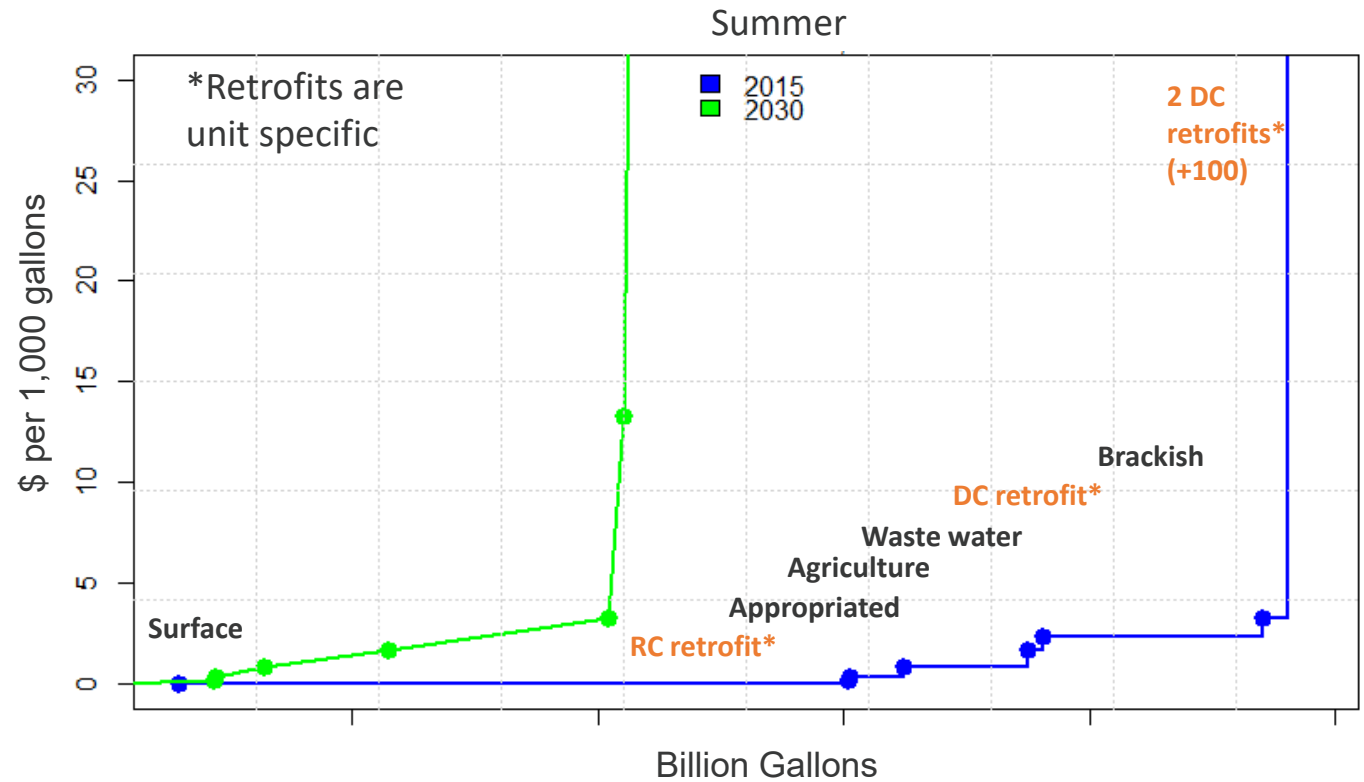 Summer
*Retrofits are
unit specific
2015
2030
2 DC
retrofits*
(+100)
30
25
20
15
10
5
0
$ per 1,000 gallons
Brackish
DC retrofit*
Waste water
Agriculture
Appropriated
RC retrofit*
Surface
Billion Gallons